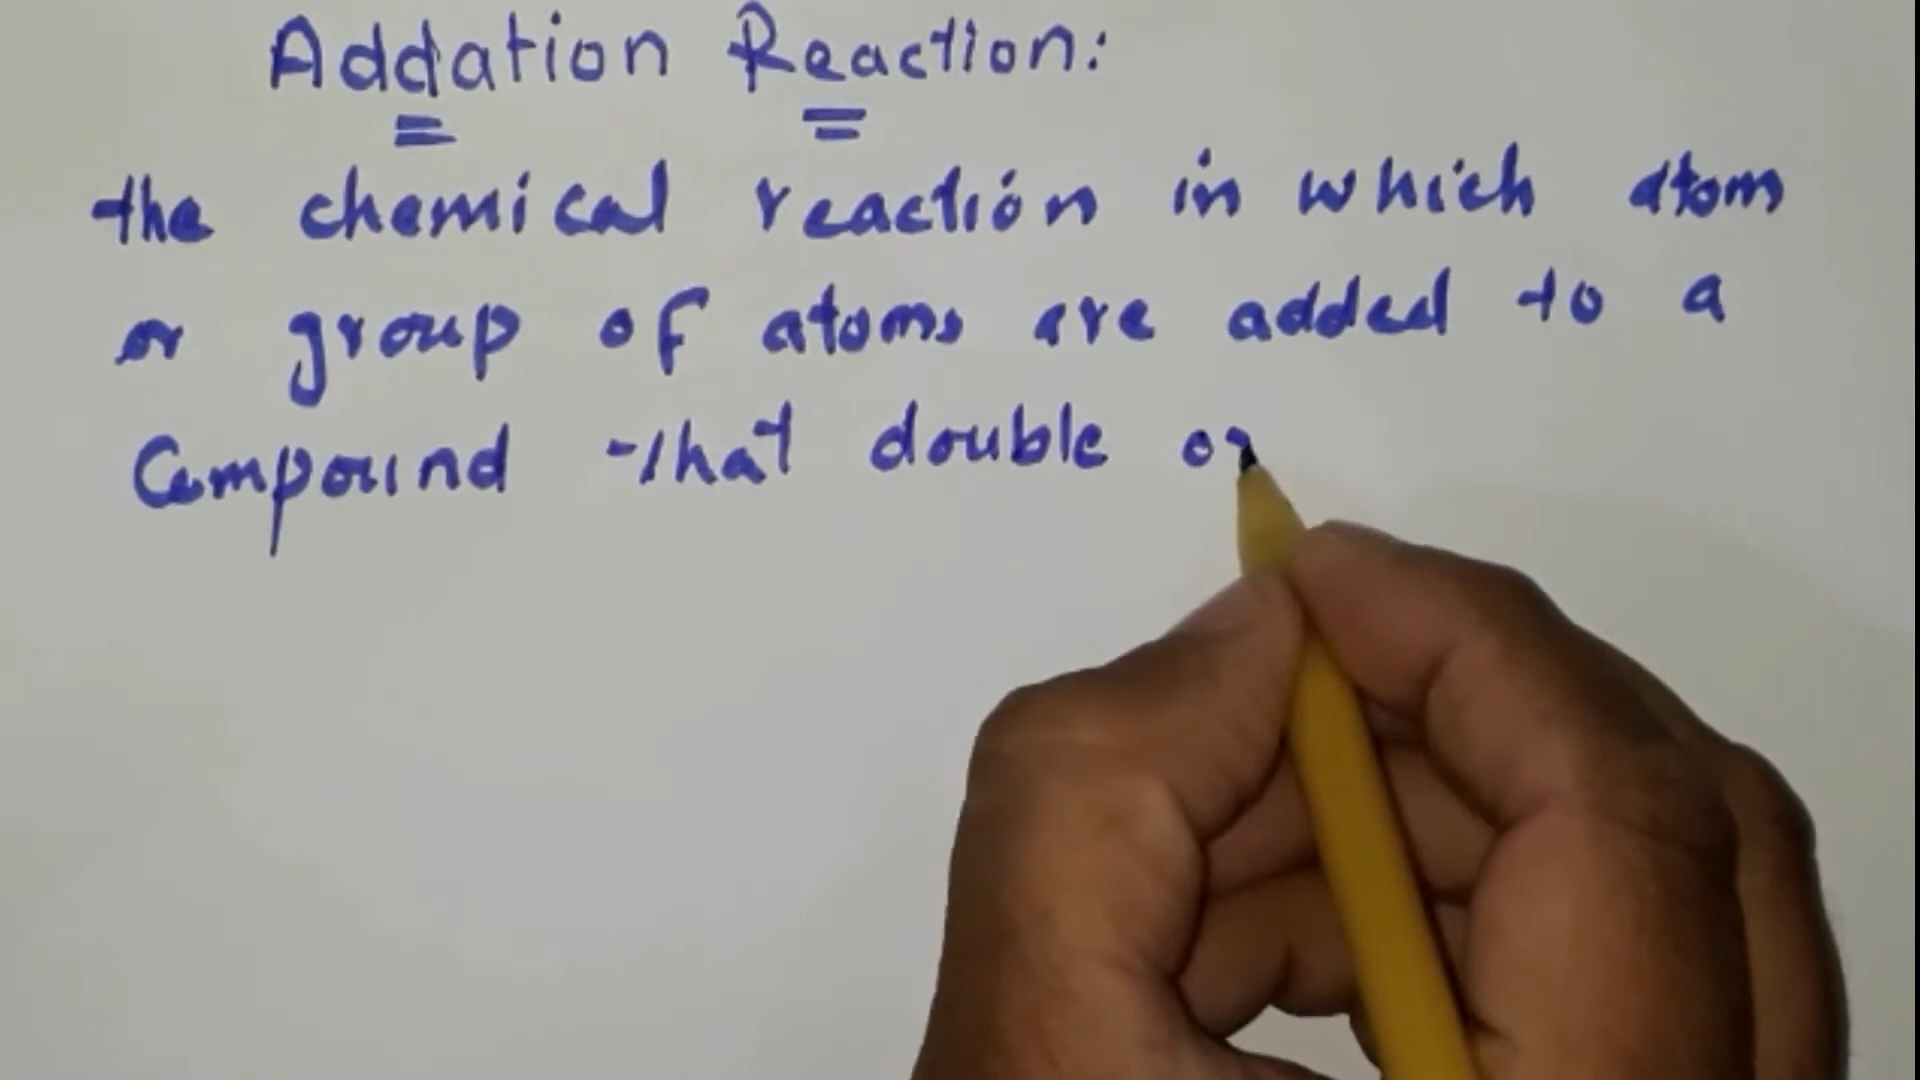 Addation Reaction:
the chemical reaction in which atom
or group of atoms are added to a
Compound that double or